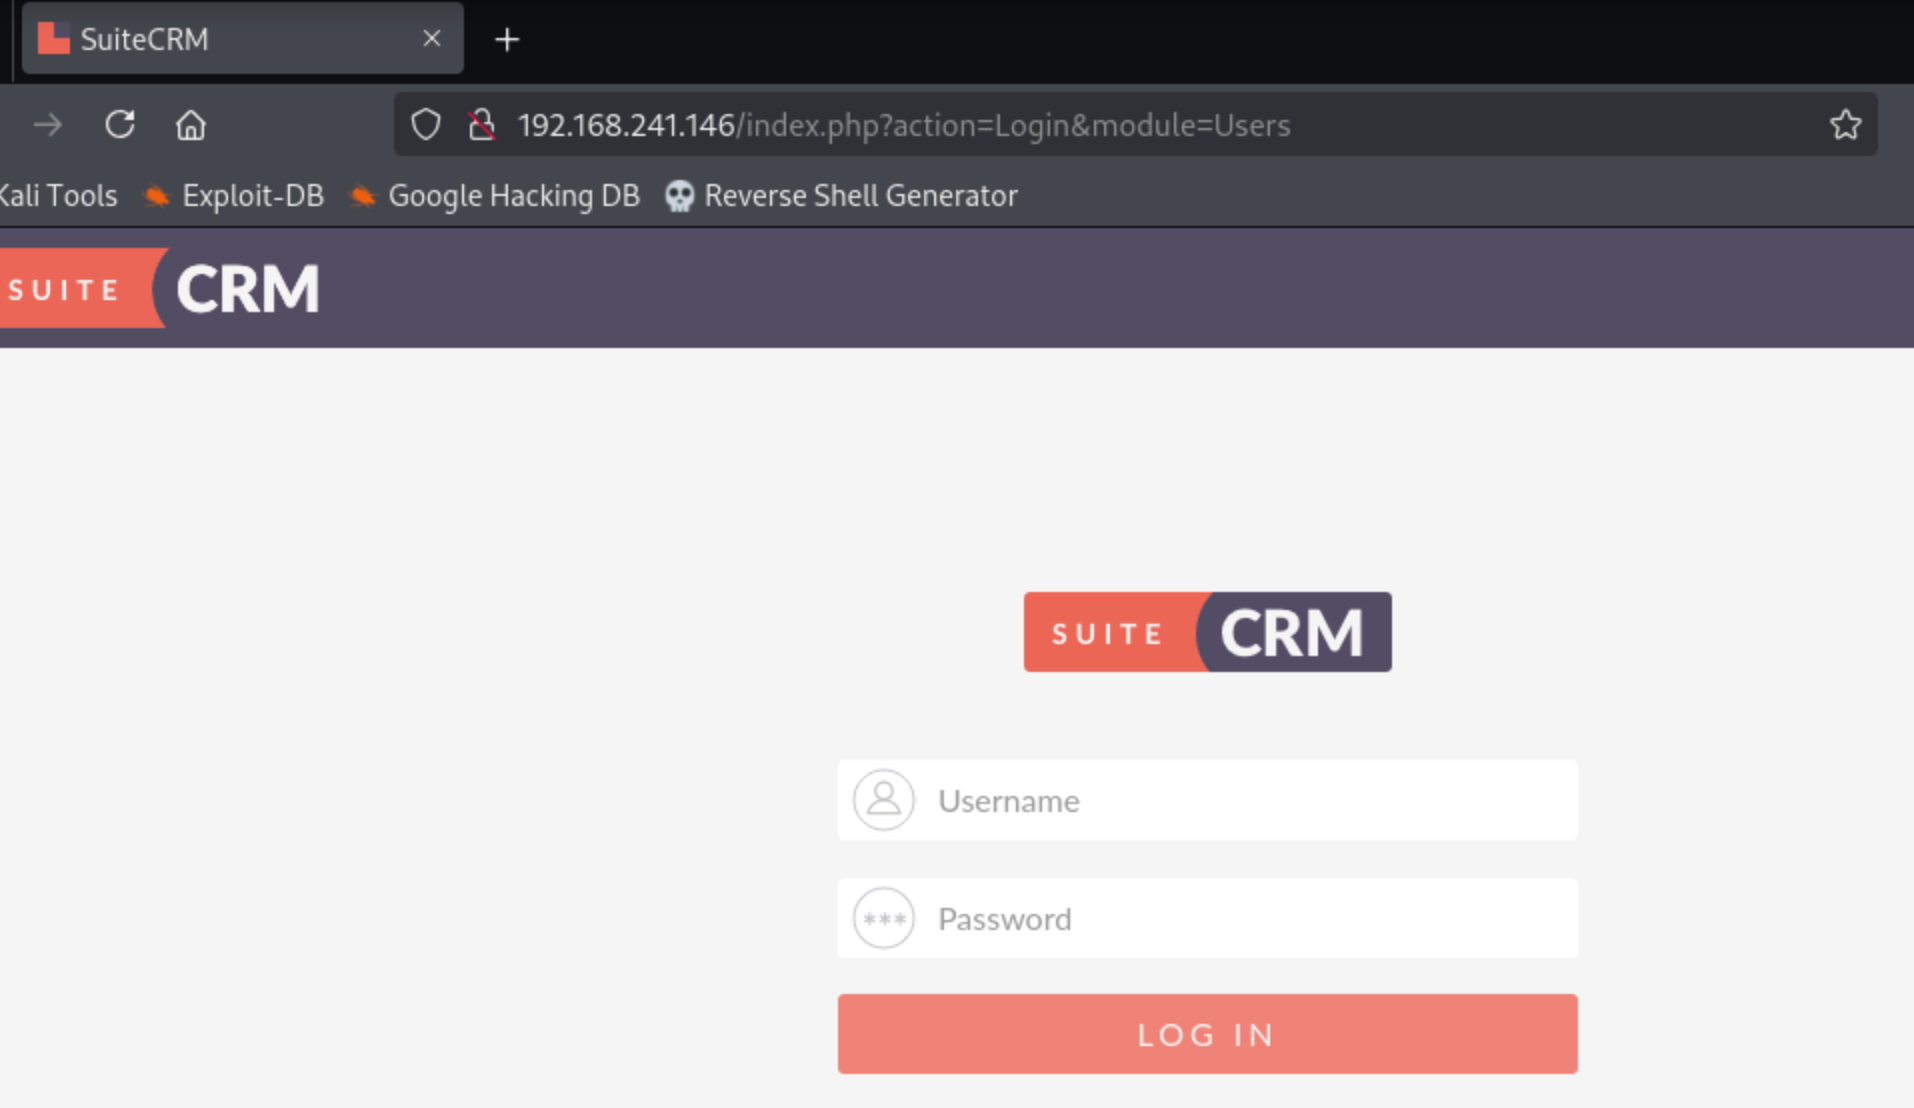 SuiteCRM
192.168.241.146/index.php?action=Login&module=Users
Kali Tools Exploit-DB Google Hacking DB Reverse Shell Generator
SUITE CRM
SUITE CRM
Username
*** Password
LOG IN